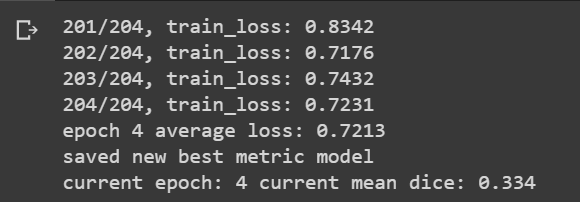 201/204, train_loss: 0.8342
202/204, train_loss: 0.7176
203/204, train_loss: 0.7432
204/204, train_loss: 0.7231
epoch 4 average loss: 0.7213
saved new best metric model
current epoch: 4 current mean dice: 0.334